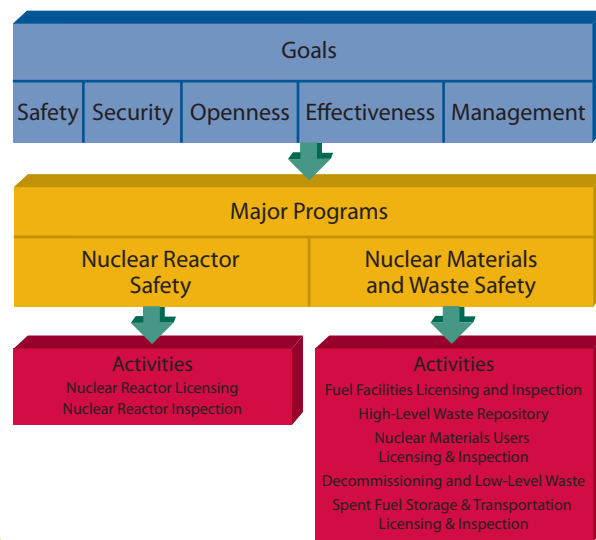 Goals
Safety Security Openness Effectiveness Management
Major Programs
Nuclear Reactor
Safety
Nuclear Materials
and Waste Safety
Activities
Nuclear Reactor Licensing
Nuclear Reactor Inspection
Activities
Fuel Facilities Licensing and Inspection
High-Level Waste Repository
Nuclear Materials Users
Licensing & Inspection
Decommissioning and Low-Level Waste
Spent Fuel Storage & Transportation
Licensing & Inspection